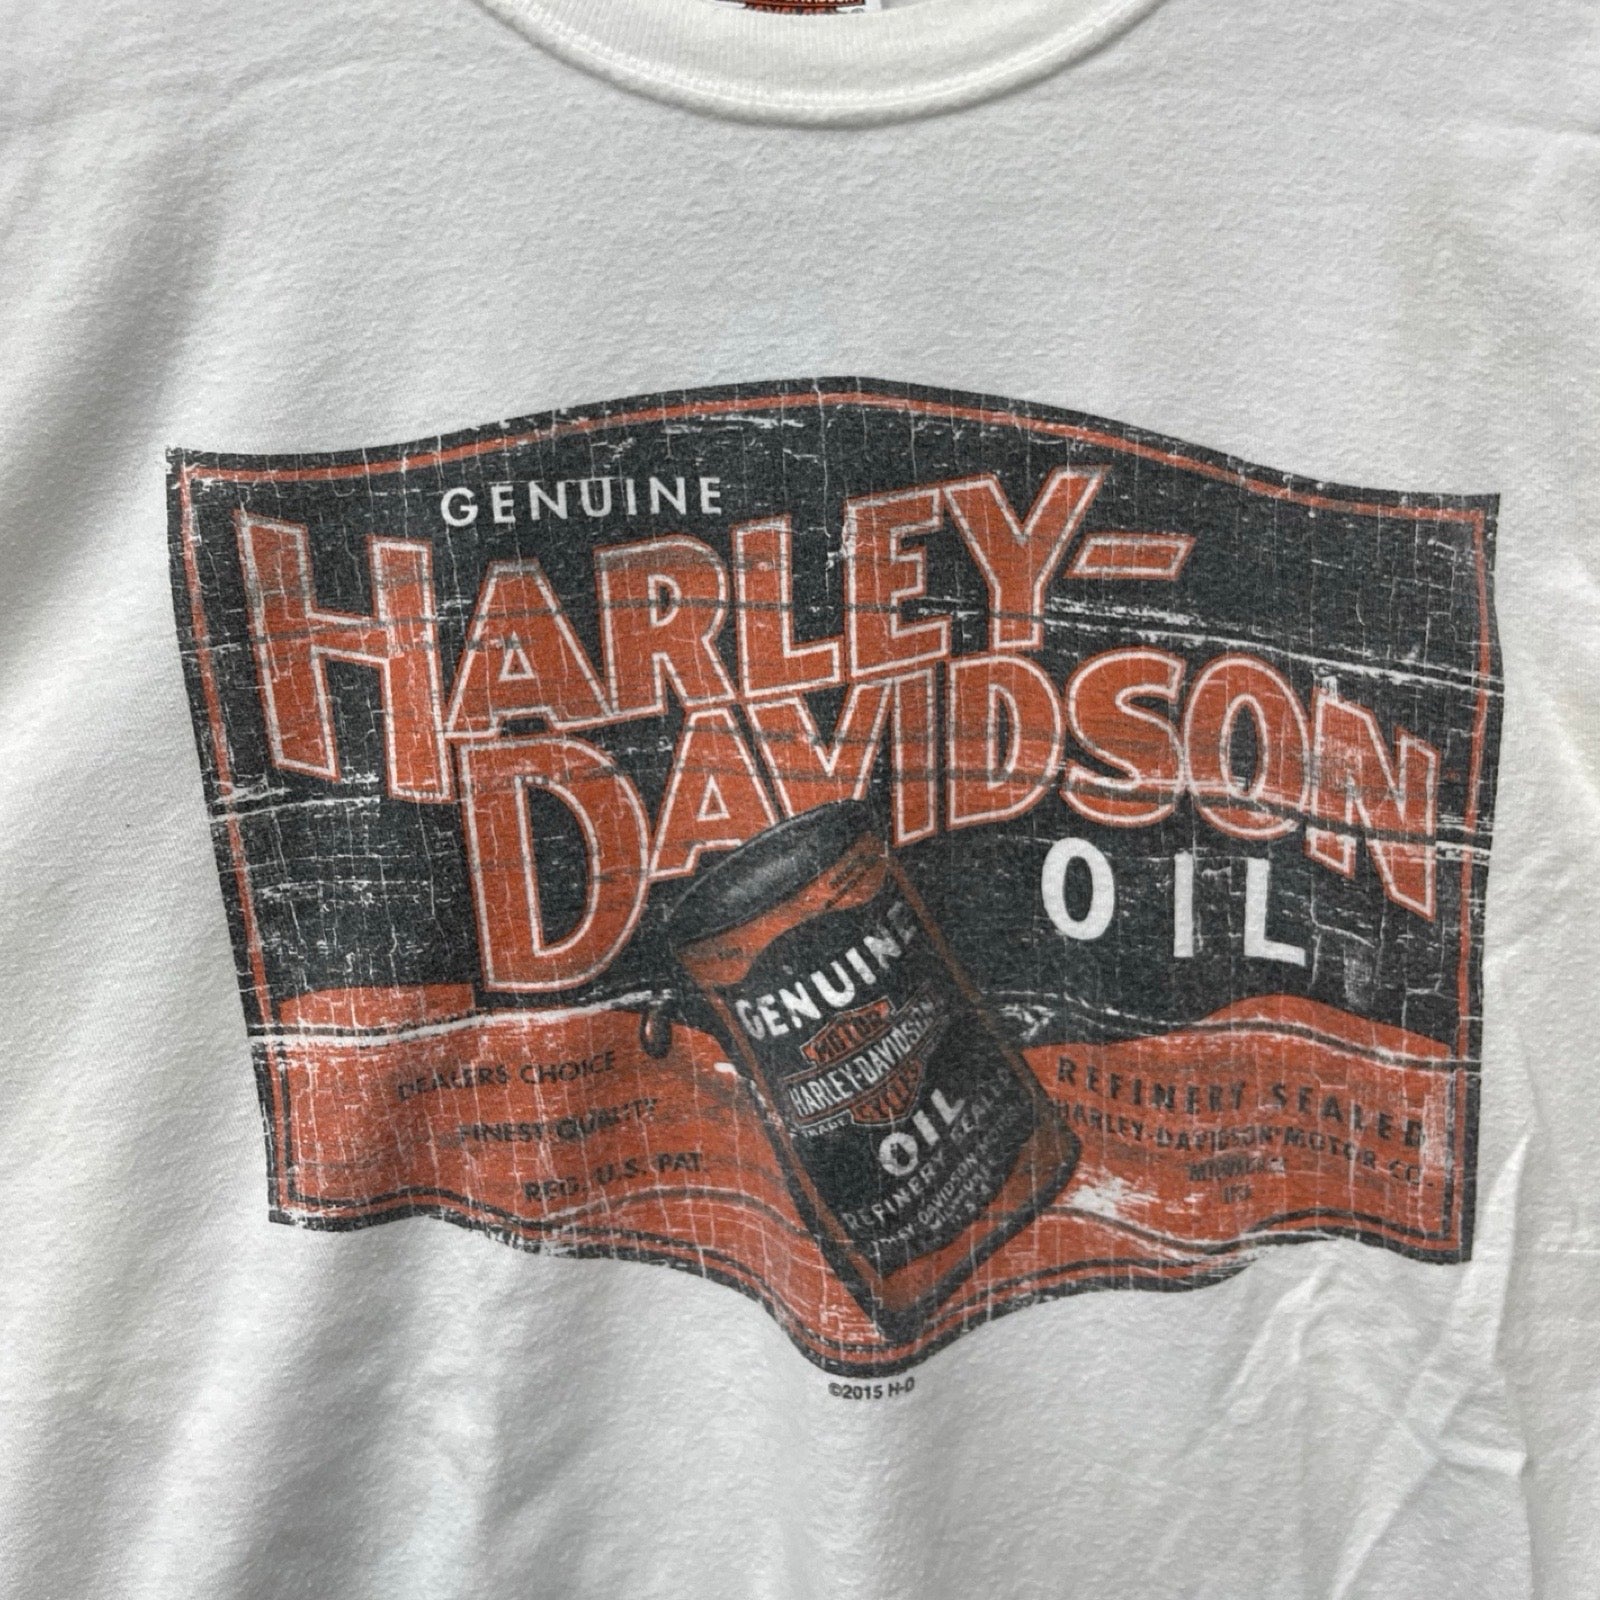 GENUINE
HARLEY-
DAVIDSON
OIL
DEALERS CHOICE
FINEST QUALITY
REG. U.S. PAT.
GENUINE
MOTOR
HARLEY-DAVIDSON
CYCLES
OIL
REFINERY SEALED
REFINERY SEALED
HARLEY-DAVIDSON MOTOR CO.
USA
©2015 H-D